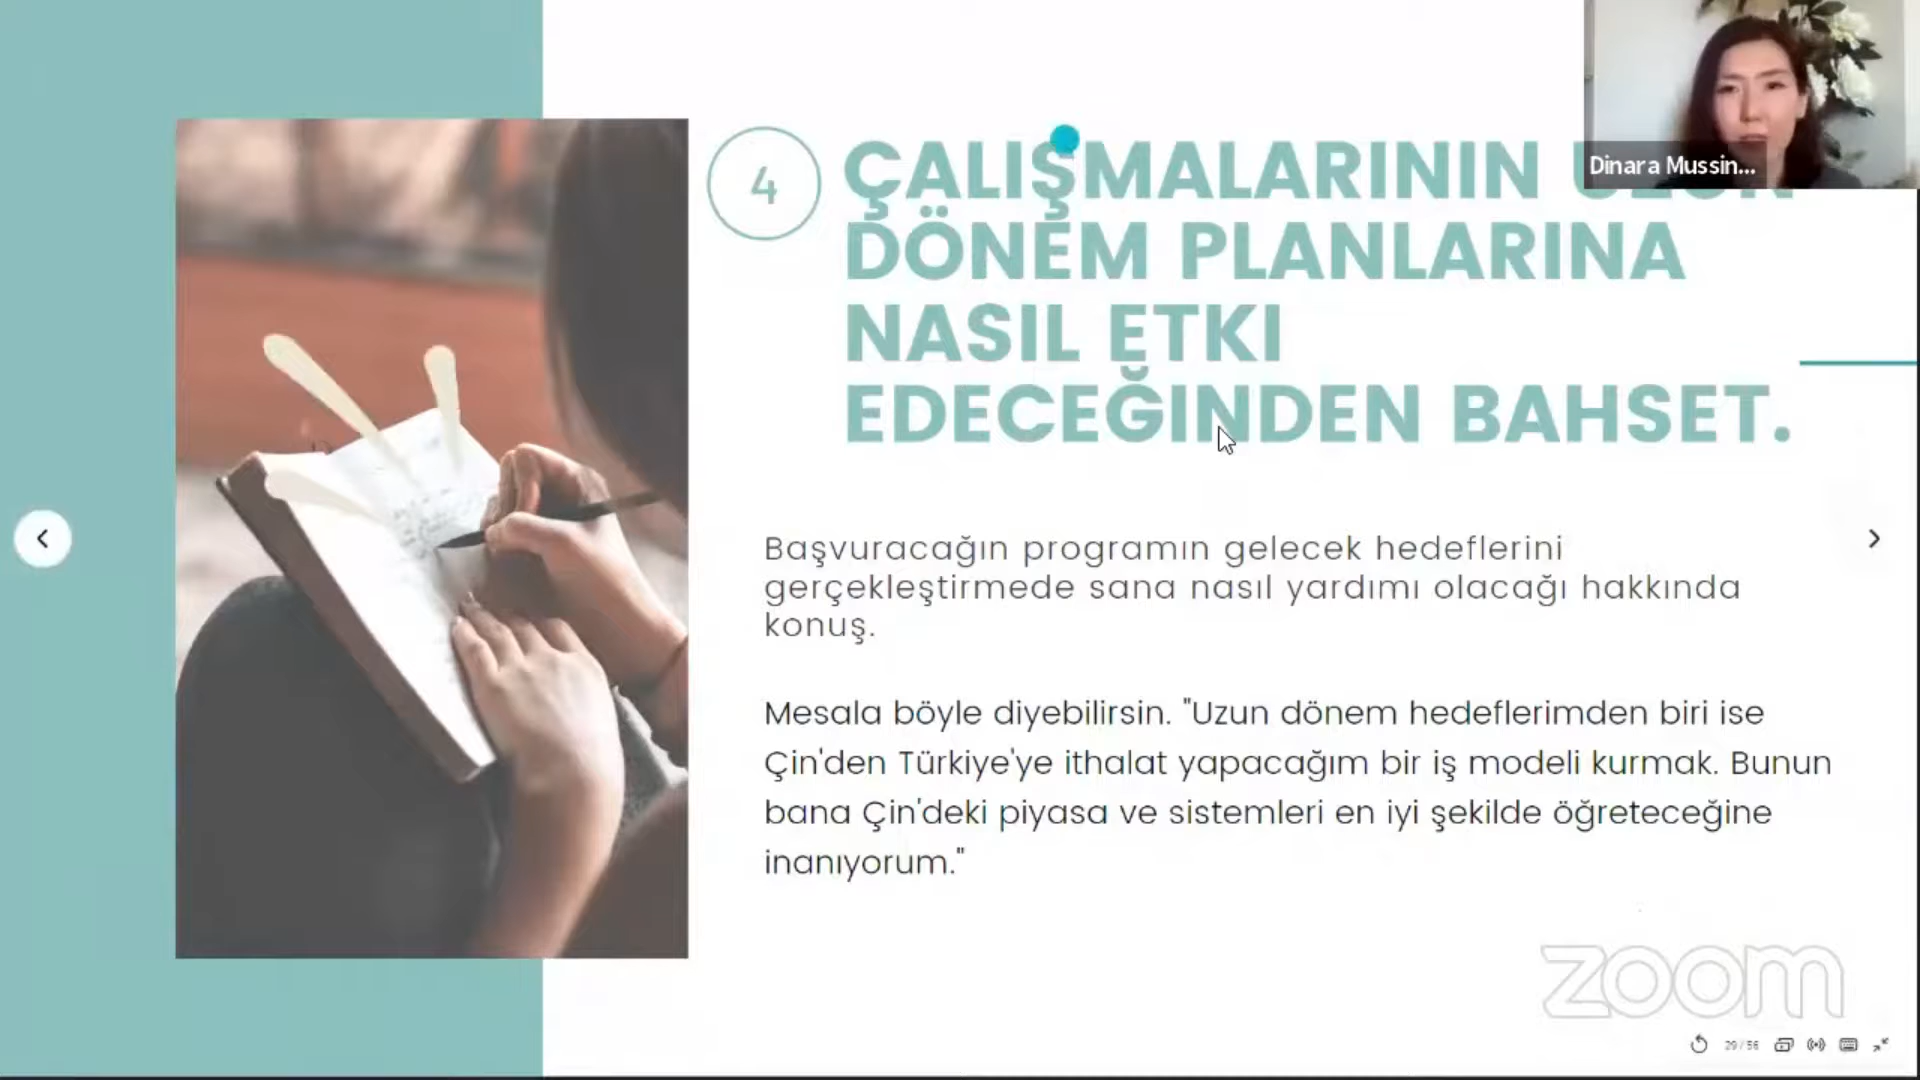 Dinara Mussin...
4
ÇALIŞMALARININ
DÖNEM PLANLARINA
NASIL ETKI
EDECEĞINDEN BAHSET.
Başvuracağın programın gelecek hedeflerini
gerçekleştirmede sana nasıl yardımı olacağı hakkında
konuş.
Mesala böyle diyebilirsin. "Uzun dönem hedeflerimden biri ise
Çin'den Türkiye'ye ithalat yapacağım bir iş modeli kurmak. Bunun
bana Çin'deki piyasa ve sistemleri en iyi şekilde öğreteceğine
inanıyorum."
zoom
29/56